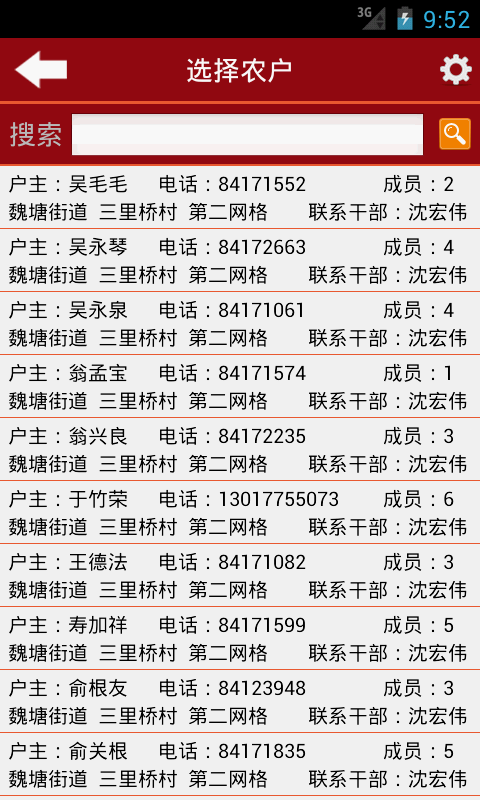 3G 9:52
选择农户
搜索
户主：吴毛毛 电话：84171552 成员：2
魏塘街道 三里桥村 第二网格 联系干部：沈宏伟
户主：吴永琴 电话：84172663 成员：4
魏塘街道 三里桥村 第二网格 联系干部：沈宏伟
户主：吴永泉 电话：84171061 成员：4
魏塘街道 三里桥村 第二网格 联系干部：沈宏伟
户主：翁孟宝 电话：84171574 成员：1
魏塘街道 三里桥村 第二网格 联系干部：沈宏伟
户主：翁兴良 电话：84172235 成员：3
魏塘街道 三里桥村 第二网格 联系干部：沈宏伟
户主：于竹荣 电话：13017755073 成员：6
魏塘街道 三里桥村 第二网格 联系干部：沈宏伟
户主：王德法 电话：84171082 成员：3
魏塘街道 三里桥村 第二网格 联系干部：沈宏伟
户主：寿加祥 电话：84171599 成员：5
魏塘街道 三里桥村 第二网格 联系干部：沈宏伟
户主：俞根友 电话：84123948 成员：3
魏塘街道 三里桥村 第二网格 联系干部：沈宏伟
户主：俞关根 电话：84171835 成员：5
魏塘街道 三里桥村 第二网格 联系干部：沈宏伟